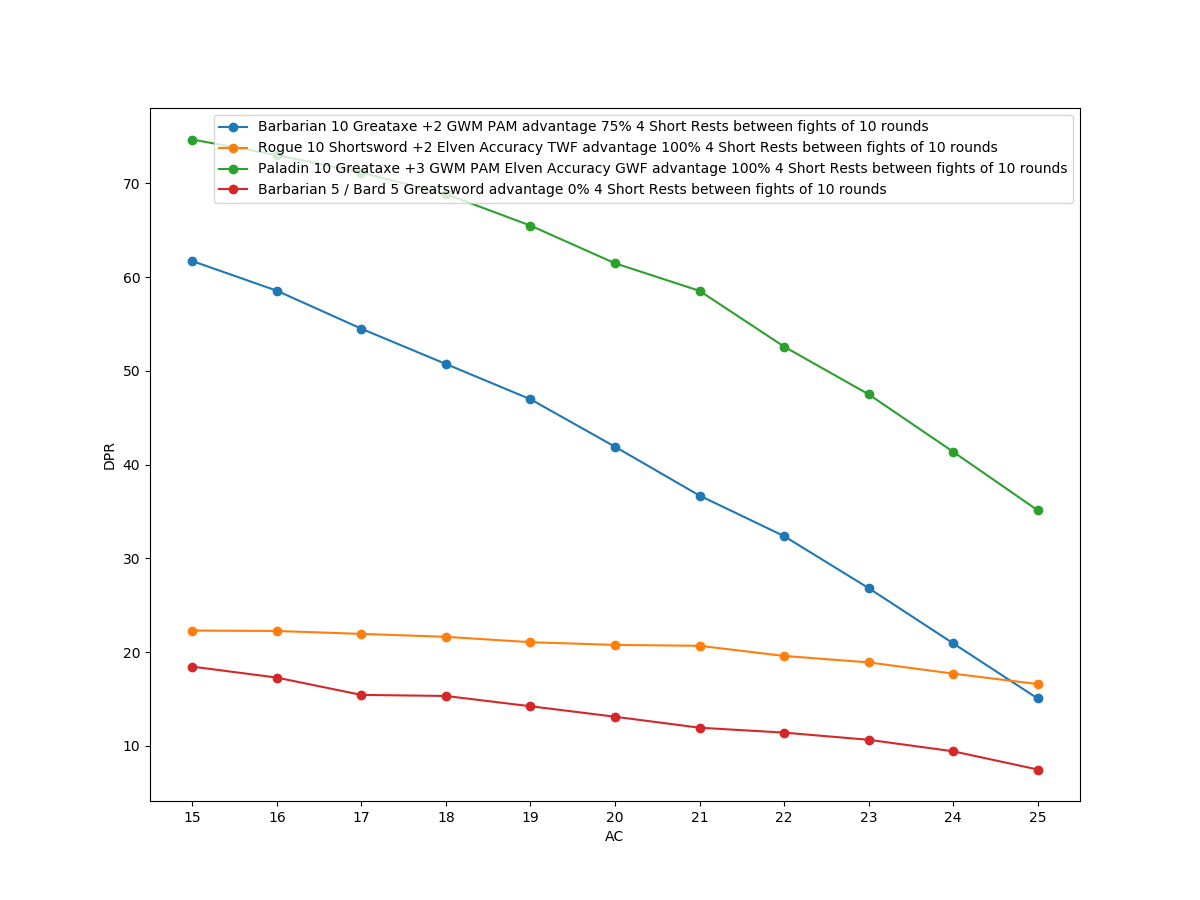 Barbarian 10 Greataxe +2 GWM PAM advantage 75% 4 Short Rests between fights of 10 rounds
Rogue 10 Shortsword +2 Elven Accuracy TWF advantage 100% 4 Short Rests between fights of 10 rounds
Paladin 10 Greataxe +3 GWM PAM Elven Accuracy GWF advantage 100% 4 Short Rests between fights of 10 rounds
Barbarian 5 / Bard 5 Greatsword advantage 0% 4 Short Rests between fights of 10 rounds
70
60
50
40
30
20
10
DPR
15 16 17 18 19 20 21 22 23 24 25
AC